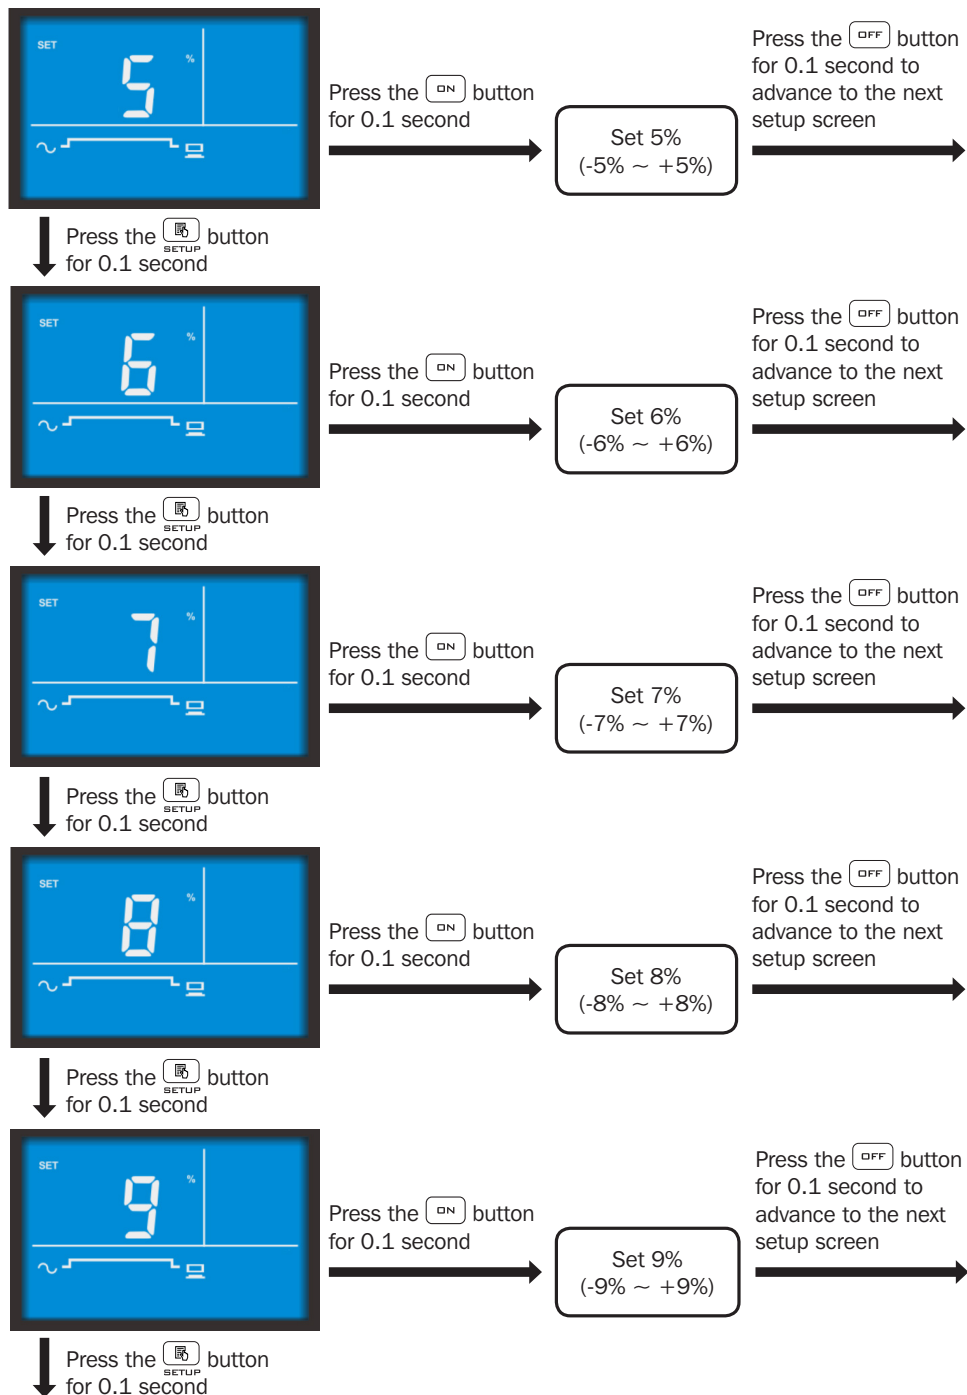 SET
5 %
Press the ON button
for 0.1 second
Set 5%
(-5% ~ +5%)
Press the OFF button
for 0.1 second to
advance to the next
setup screen
Press the SETUP button
for 0.1 second
SET
6 %
Press the ON button
for 0.1 second
Set 6%
(-6% ~ +6%)
Press the OFF button
for 0.1 second to
advance to the next
setup screen
Press the SETUP button
for 0.1 second
SET
7 %
Press the ON button
for 0.1 second
Set 7%
(-7% ~ +7%)
Press the OFF button
for 0.1 second to
advance to the next
setup screen
Press the SETUP button
for 0.1 second
SET
8 %
Press the ON button
for 0.1 second
Set 8%
(-8% ~ +8%)
Press the OFF button
for 0.1 second to
advance to the next
setup screen
Press the SETUP button
for 0.1 second
SET
9 %
Press the ON button
for 0.1 second
Set 9%
(-9% ~ +9%)
Press the OFF button
for 0.1 second to
advance to the next
setup screen
Press the SETUP button
for 0.1 second